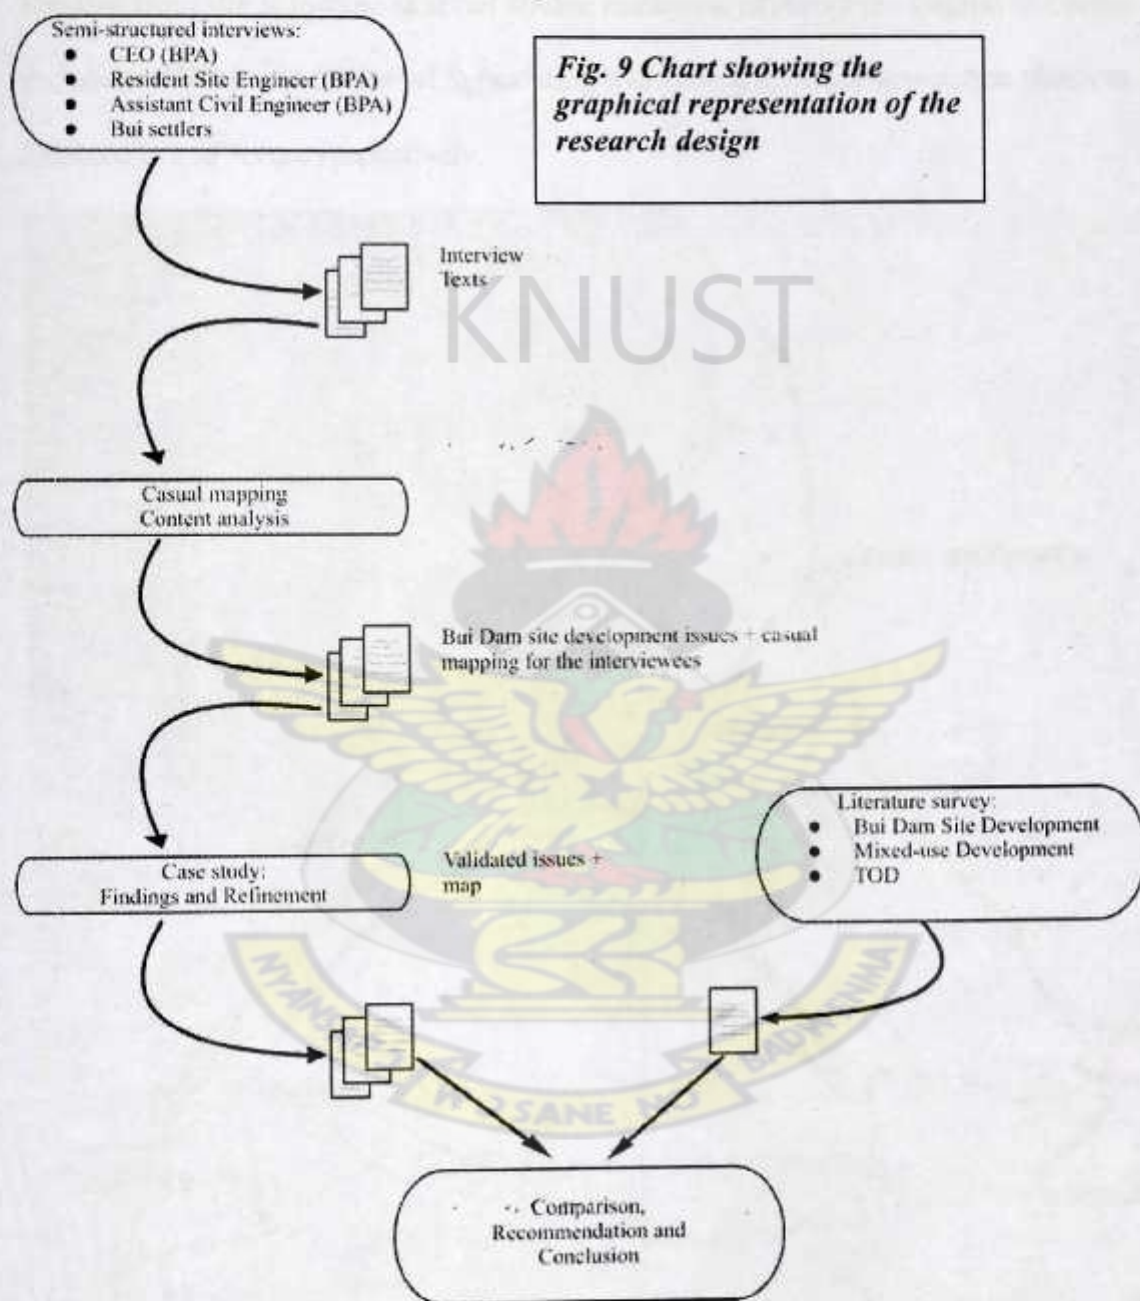 Semi-structured interviews:
● CEO (BPA)
● Resident Site Engineer (BPA)
● Assistant Civil Engineer (BPA)
● Bui settlers
Fig. 9 Chart showing the
graphical representation of the
research design
Interview
Texts
KNUST
Casual mapping
Content analysis
Bui Dam site development issues + casual
mapping for the interviewees
Case study:
Findings and Refinement
Validated issues +
map
Literature survey:
● Bui Dam Site Development
● Mixed-use Development
● TOD
W SANE NO
Comparison,
Recommendation and
Conclusion